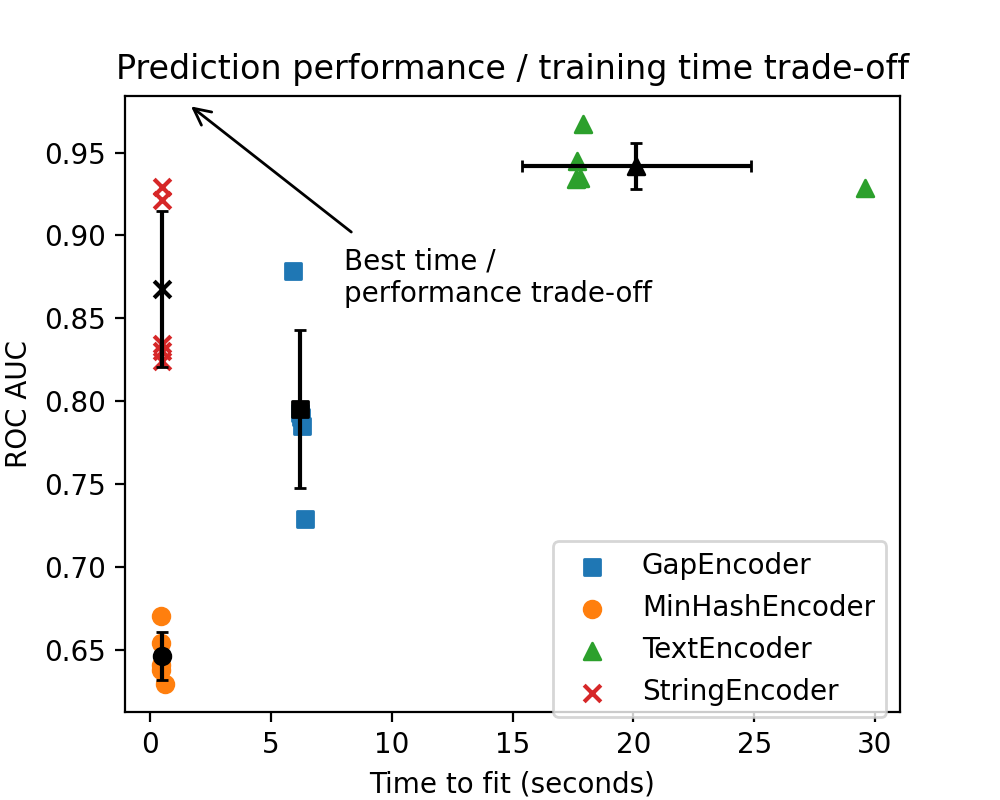 Prediction performance / training time trade-off
ROC AUC
0.95
0.90
0.85
0.80
0.75
0.70
0.65
Best time /
performance trade-off
GapEncoder
MinHashEncoder
TextEncoder
StringEncoder
0
5
10
15
20
25
30
Time to fit (seconds)